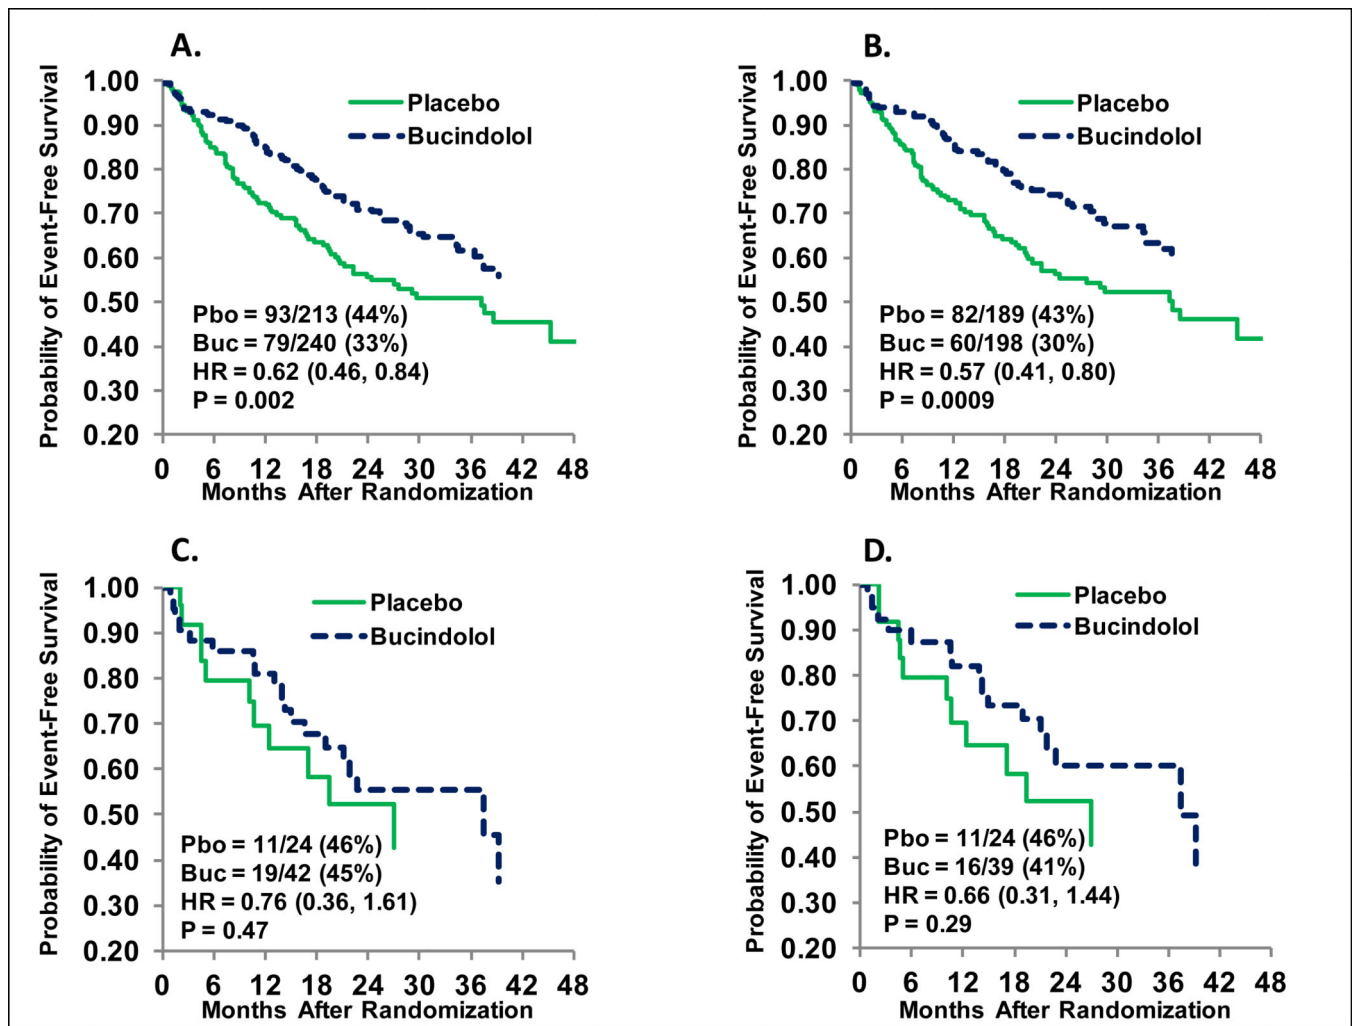 A.
Probability of Event-Free Survival
1.00
0.90
0.80
0.70
0.60
0.50
0.40
0.30
0.20
Placebo
Bucindolol
Pbo = 93/213 (44%)
Buc = 79/240 (33%)
HR = 0.62 (0.46, 0.84)
P = 0.002
0 6 12 18 24 30 36 42 48
Months After Randomization
B.
Probability of Event-Free Survival
1.00
0.90
0.80
0.70
0.60
0.50
0.40
0.30
0.20
Placebo
Bucindolol
Pbo = 82/189 (43%)
Buc = 60/198 (30%)
HR = 0.57 (0.41, 0.80)
P = 0.0009
0 6 12 18 24 30 36 42 48
Months After Randomization
C.
Probability of Event-Free Survival
1.00
0.90
0.80
0.70
0.60
0.50
0.40
0.30
0.20
Placebo
Bucindolol
Pbo = 11/24 (46%)
Buc = 19/42 (45%)
HR = 0.76 (0.36, 1.61)
P = 0.47
0 6 12 18 24 30 36 42 48
Months After Randomization
D.
Probability of Event-Free Survival
1.00
0.90
0.80
0.70
0.60
0.50
0.40
0.30
0.20
Placebo
Bucindolol
Pbo = 11/24 (46%)
Buc = 16/39 (41%)
HR = 0.66 (0.31, 1.44)
P = 0.29
0 6 12 18 24 30 36 42 48
Months After Randomization